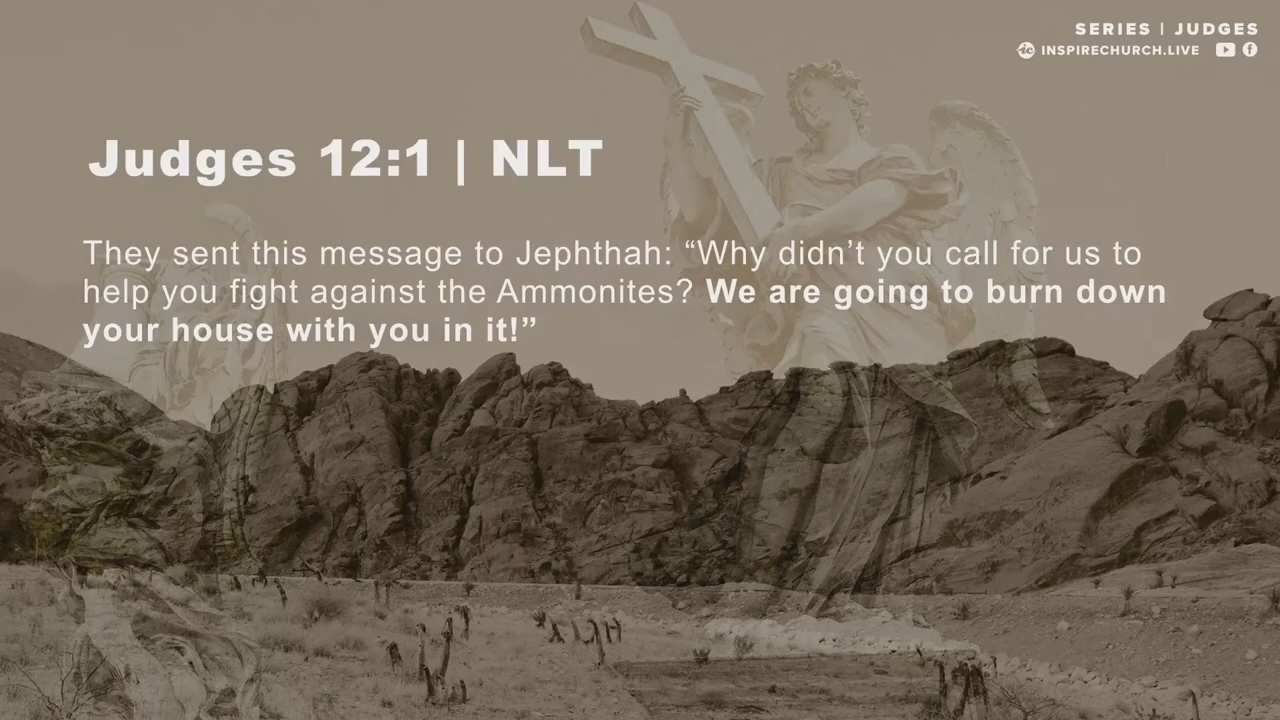 SERIES | JUDGES
ic INSPIRECHURCH.LIVE
Judges 12:1 | NLT
They sent this message to Jephthah: “Why didn’t you call for us to
help you fight against the Ammonites? We are going to burn down
your house with you in it!”